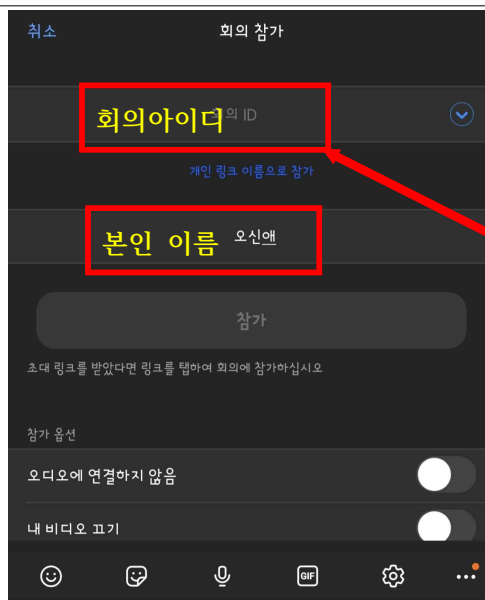 취소 회의 참가
회의아이디 회의 ID
개인 링크 이름으로 참가
본인 이름 오신애
참가
초대 링크를 받았다면 링크를 탭하여 회의에 참가하십시오
참가 옵션
오디오에 연결하지 않음
내 비디오 끄기
GIF